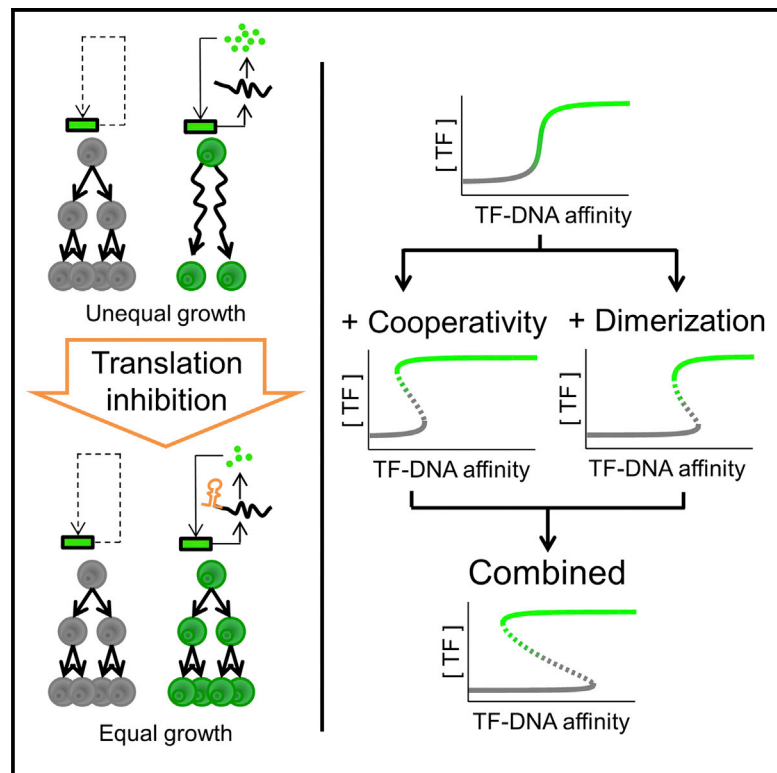 Unequal growth
Translation
inhibition
Equal growth
[ TF ]
TF-DNA affinity
+ Cooperativity
+ Dimerization
[ TF ]
TF-DNA affinity
[ TF ]
TF-DNA affinity
Combined
[ TF ]
TF-DNA affinity